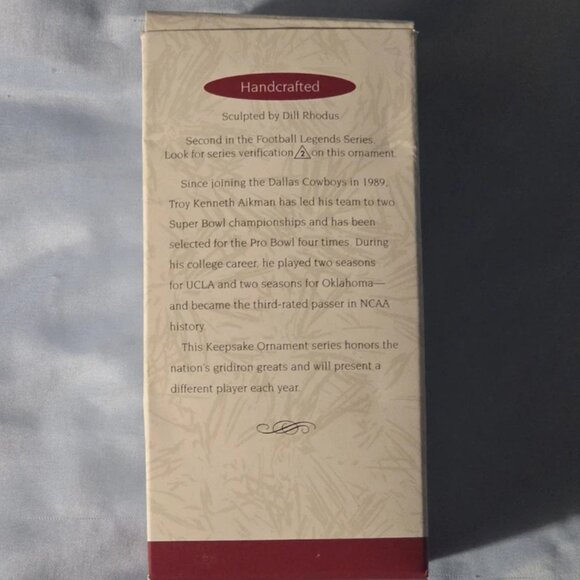 Handcrafted
Sculpted by Dill Rhodus.
Second in the Football Legends Series.
Look for series verification 2 on this ornament.
Since joining the Dallas Cowboys in 1989,
Troy Kenneth Aikman has led his team to two
Super Bowl championships and has been
selected for the Pro Bowl four times. During
his college career, he played two seasons
for UCLA and two seasons for Oklahoma—
and became the third-rated passer in NCAA
history.
This Keepsake Ornament series honors the
nation's gridiron greats and will present a
different player each year.